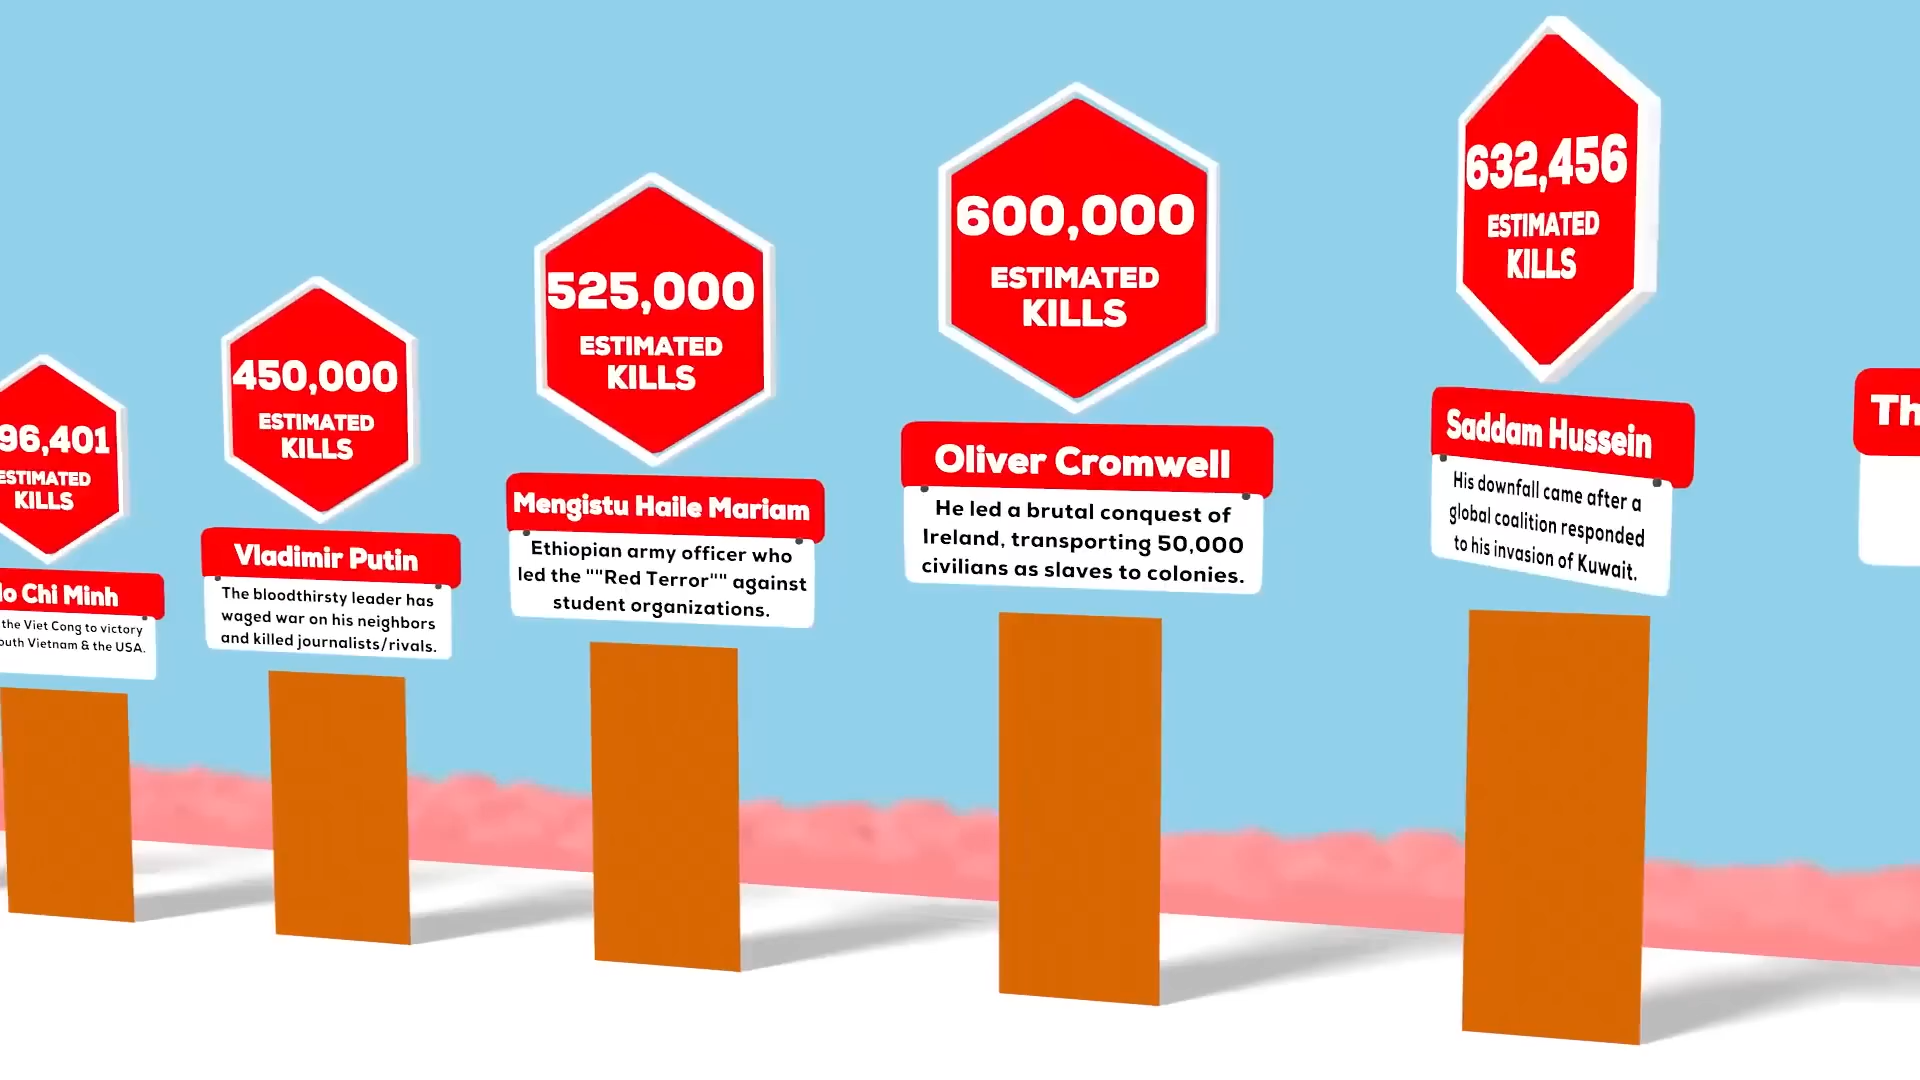 96,401
ESTIMATED
KILLS
Ho Chi Minh
the Viet Cong to victory
South Vietnam & the USA.
450,000
ESTIMATED
KILLS
Vladimir Putin
The bloodthirsty leader has
waged war on his neighbors
and killed journalists/rivals.
525,000
ESTIMATED
KILLS
Mengistu Haile Mariam
Ethiopian army officer who
led the ""Red Terror"" against
student organizations.
600,000
ESTIMATED
KILLS
Oliver Cromwell
He led a brutal conquest of
Ireland, transporting 50,000
civilians as slaves to colonies.
632,456
ESTIMATED
KILLS
Saddam Hussein
His downfall came after a
global coalition responded
to his invasion of Kuwait.
Th